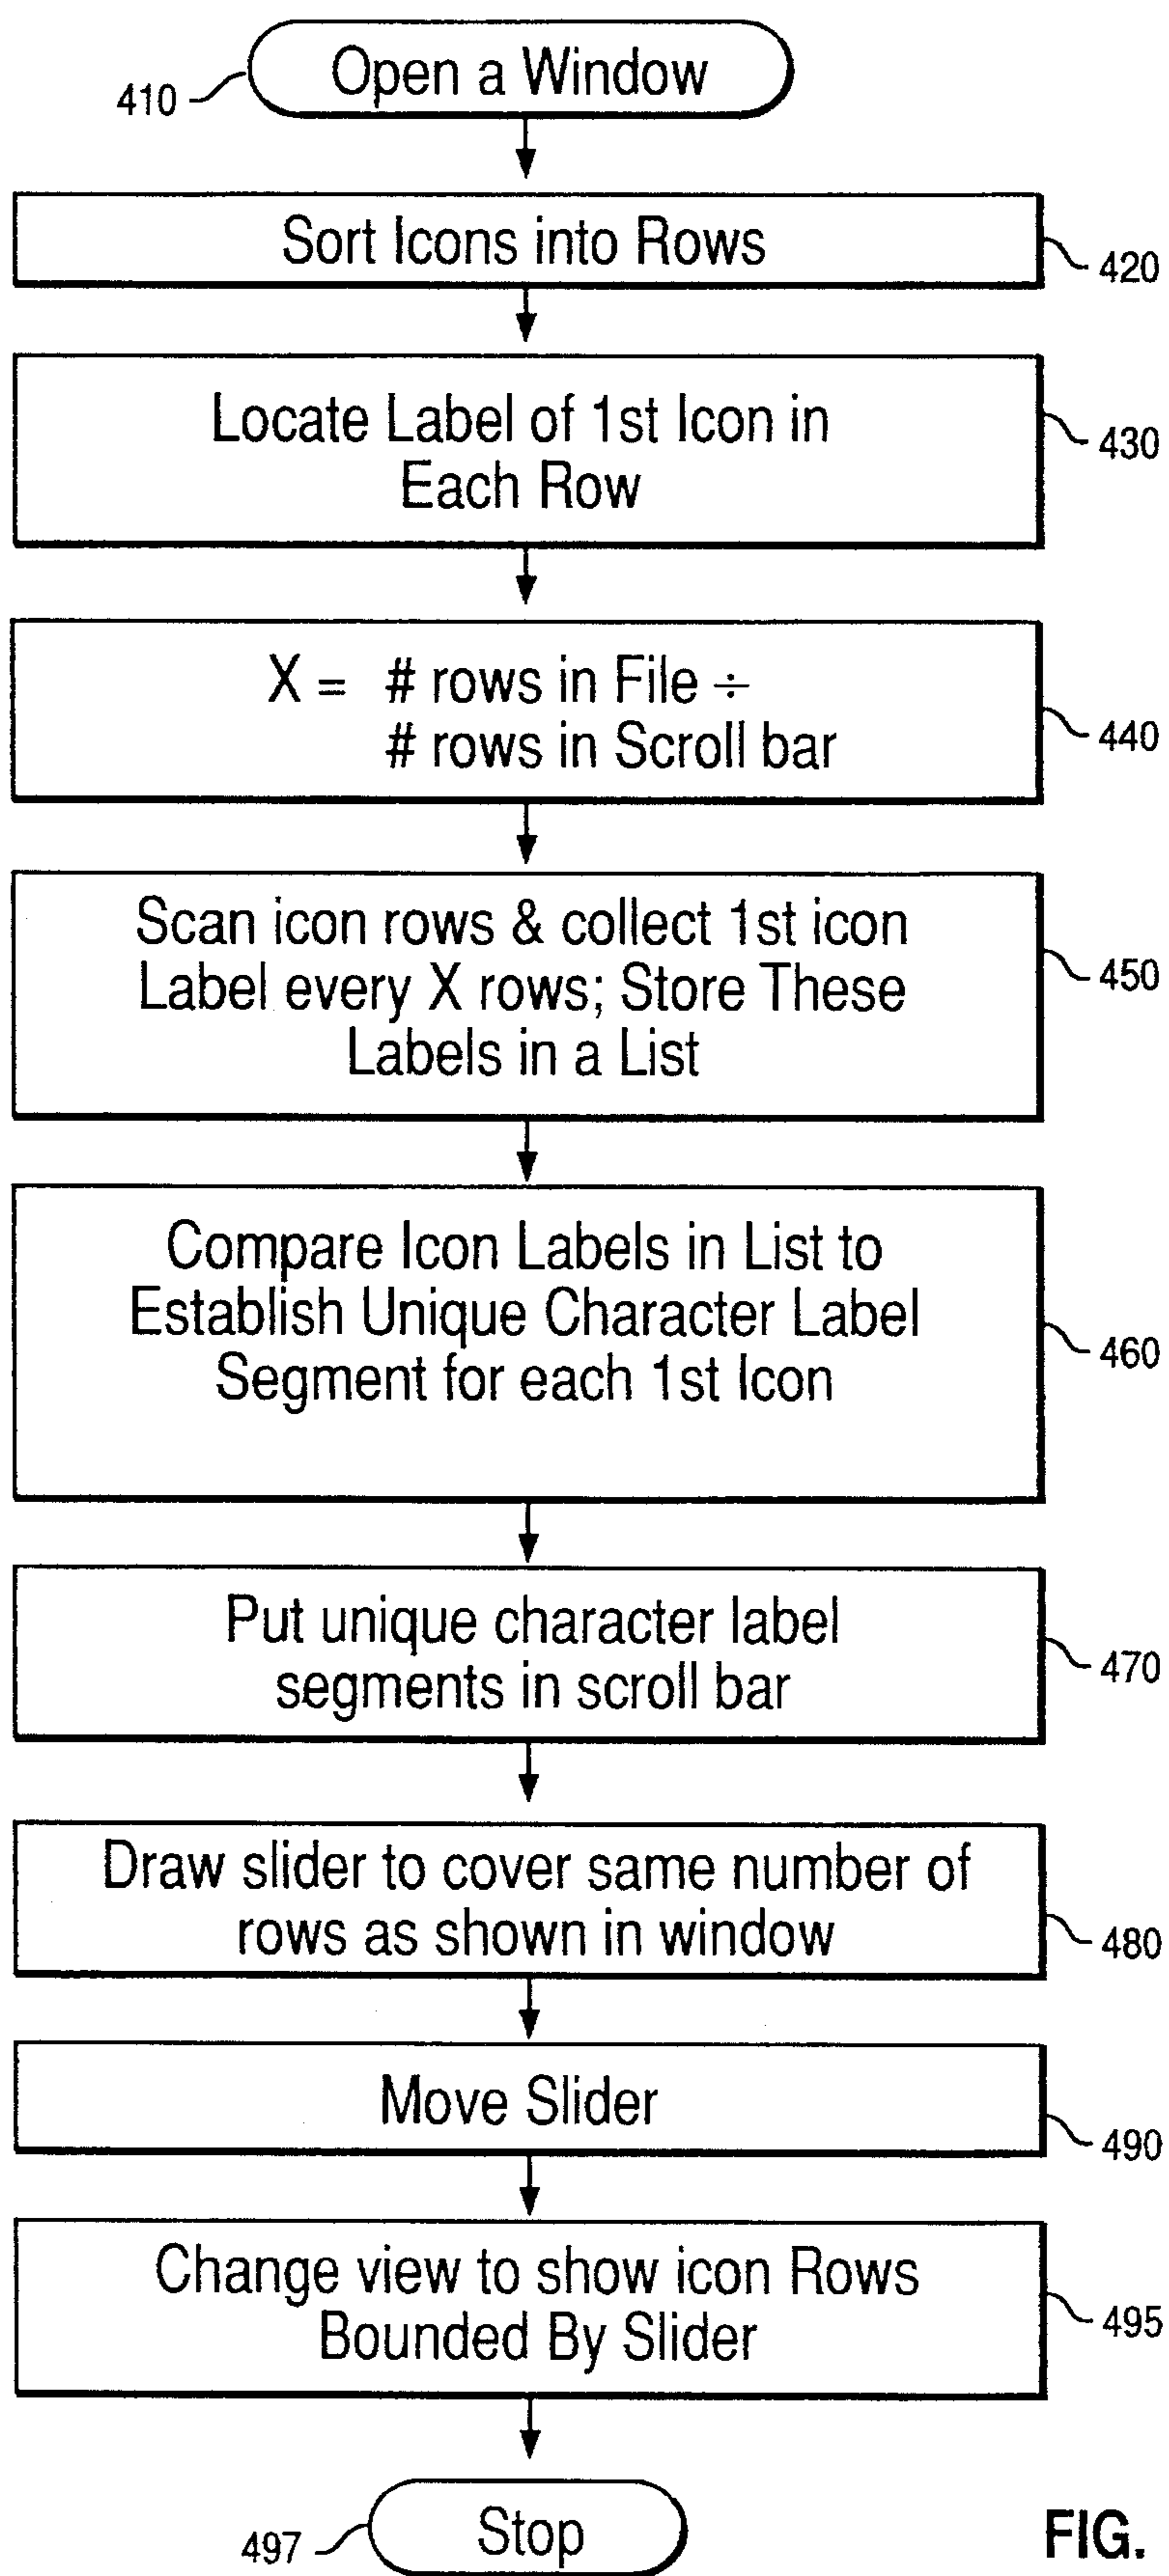 Open a Window
410
Sort Icons into Rows
420
Locate Label of 1st Icon in
Each Row
430
X = # rows in File ÷
# rows in Scroll bar
440
Scan icon rows & collect 1st icon
Label every X rows; Store These
Labels in a List
450
Compare Icon Labels in List to
Establish Unique Character Label
Segment for each 1st Icon
460
Put unique character label
segments in scroll bar
470
Draw slider to cover same number of
rows as shown in window
480
Move Slider
490
Change view to show icon Rows
Bounded By Slider
495
Stop
497
FIG.